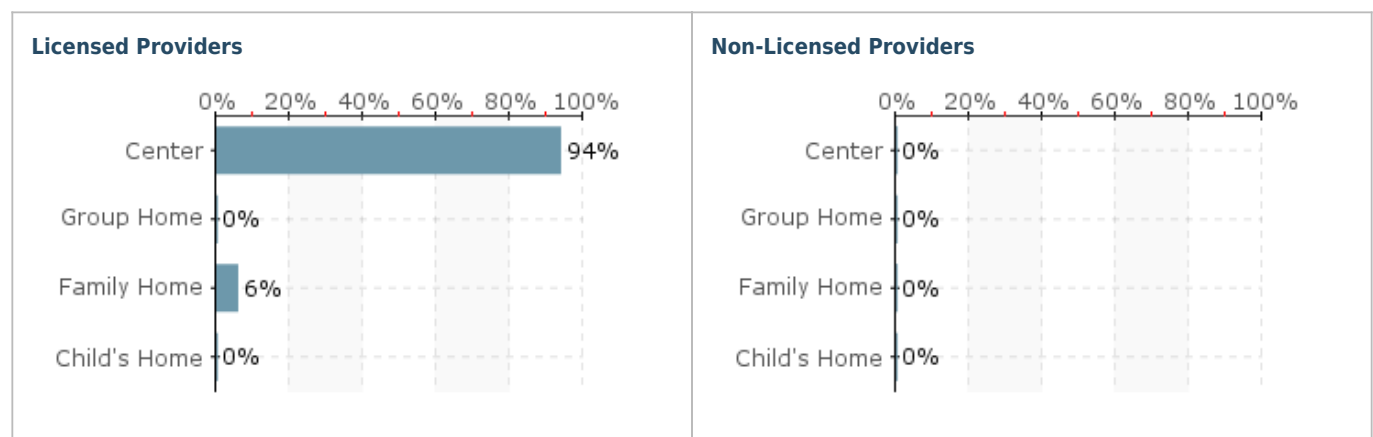 Licensed Providers
0% 20% 40% 60% 80% 100%
Center 94%
Group Home 0%
Family Home 6%
Child's Home 0%
Non-Licensed Providers
0% 20% 40% 60% 80% 100%
Center 0%
Group Home 0%
Family Home 0%
Child's Home 0%